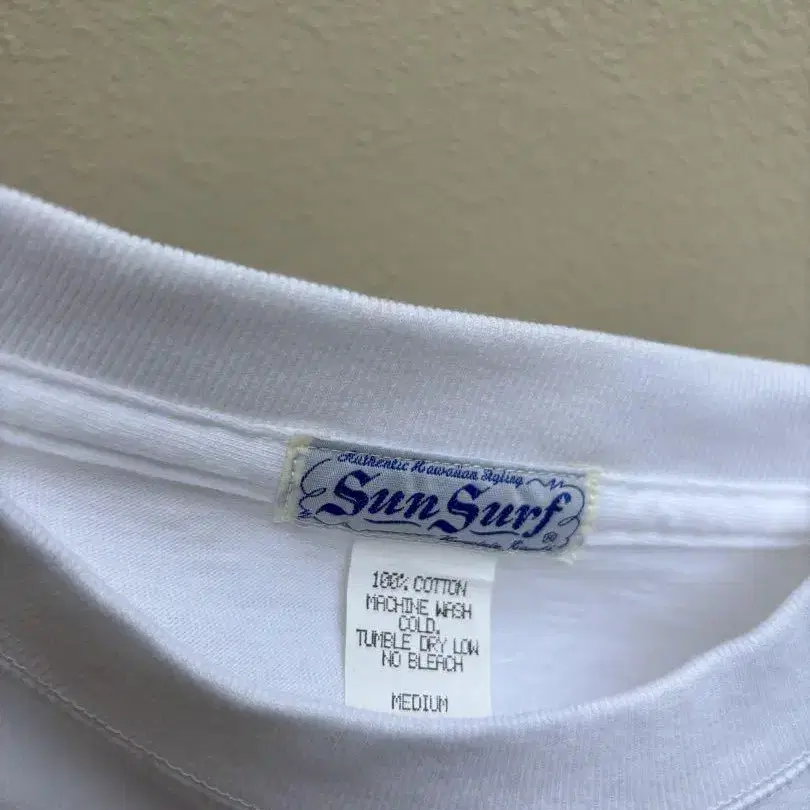 Authentic Hawaiian Styling
Sun Surf®
100% COTTON
MACHINE WASH
COLD,
TUMBLE DRY LOW
NO BLEACH
MEDIUM